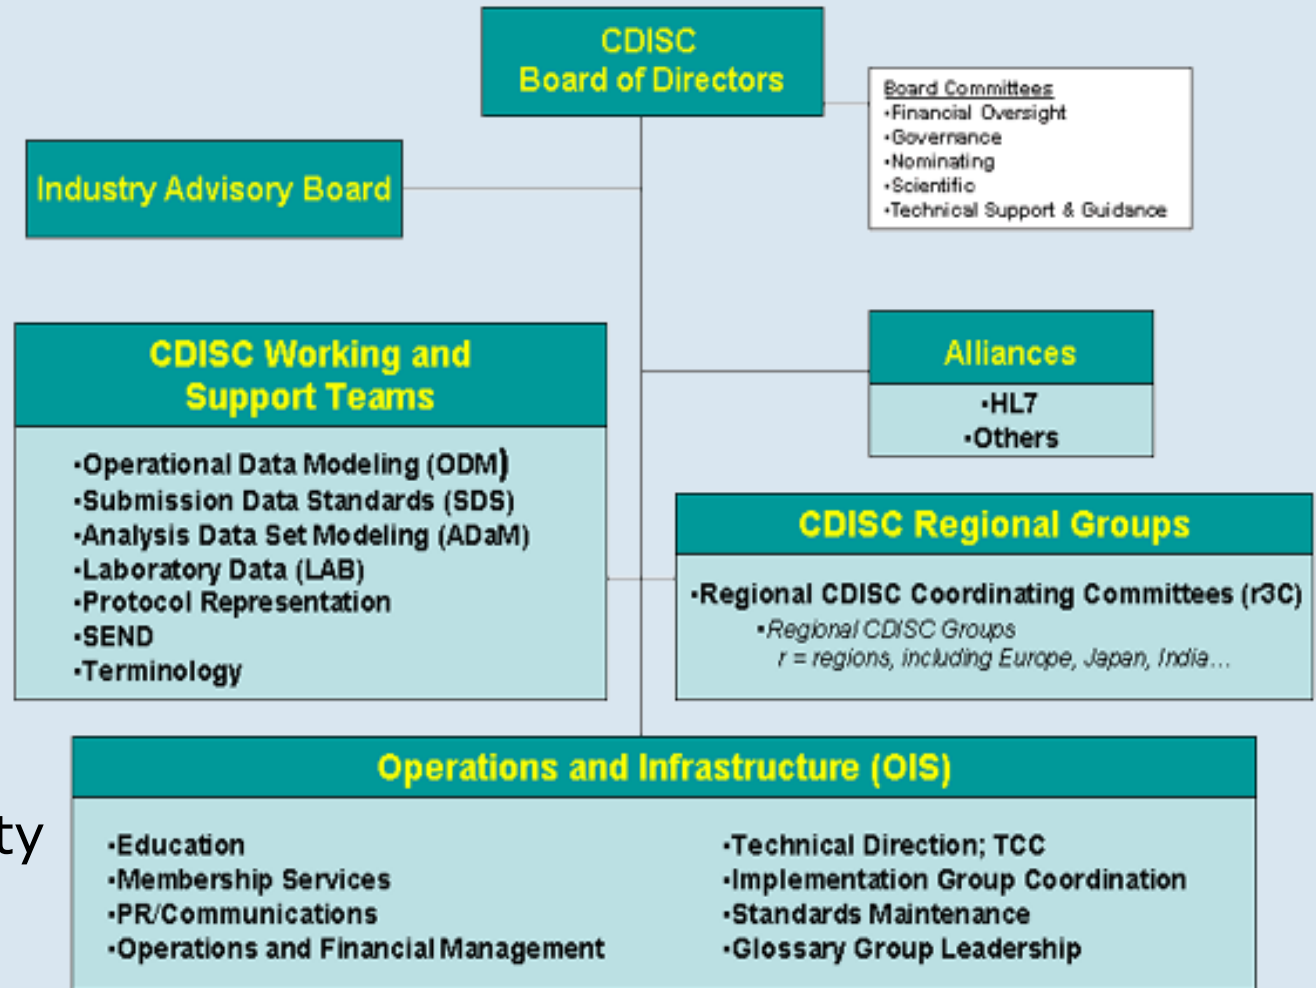 CDISC
Board of Directors
Board Committees
•Financial Oversight
•Governance
•Nominating
•Scientific
•Technical Support & Guidance
Industry Advisory Board
CDISC Working and
Support Teams
•Operational Data Modeling (ODM)
•Submission Data Standards (SDS)
•Analysis Data Set Modeling (ADaM)
•Laboratory Data (LAB)
•Protocol Representation
•SEND
•Terminology
Alliances
•HL7
•Others
CDISC Regional Groups
•Regional CDISC Coordinating Committees (r3C)
•Regional CDISC Groups
r = regions, including Europe, Japan, India...
Operations and Infrastructure (OIS)
ty
•Education
•Membership Services
•PR/Communications
•Operations and Financial Management
•Technical Direction; TCC
•Implementation Group Coordination
•Standards Maintenance
•Glossary Group Leadership